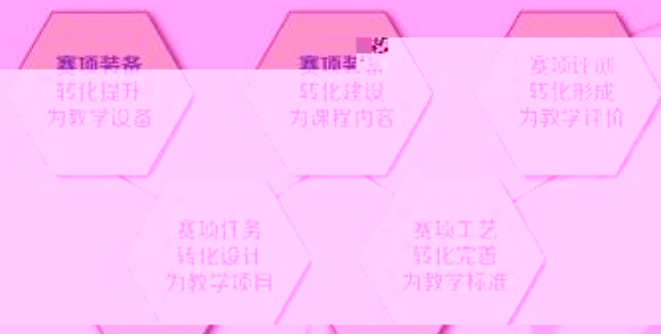 赛项装备
转化提升
为教学设备
赛项装备
转化建设
为课程内容
赛项评测
转化形成
为教学评价
赛项任务
转化设计
为教学项目
赛项工艺
转化完善
为教学标准